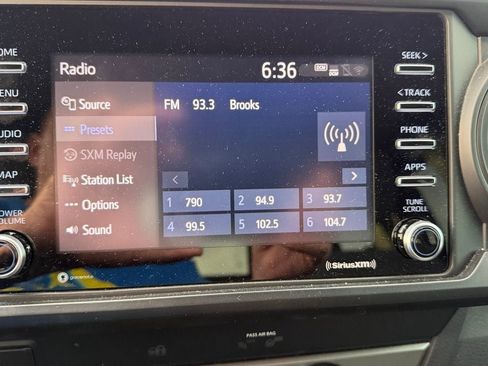 HOME
Radio 6:36 DCM
SEEK >
MENU
Source FM 93.3 Brooks
< TRACK
Presets
AUDIO
SXM Replay
PHONE
MAP
Station List < >
APPS
POWER VOLUME
Options 1 790 2 94.9 3 93.7
TUNE SCROLL
Sound 4 99.5 5 102.5 6 104.7
gracenote
((SiriusXM))
PASS AIR BAG